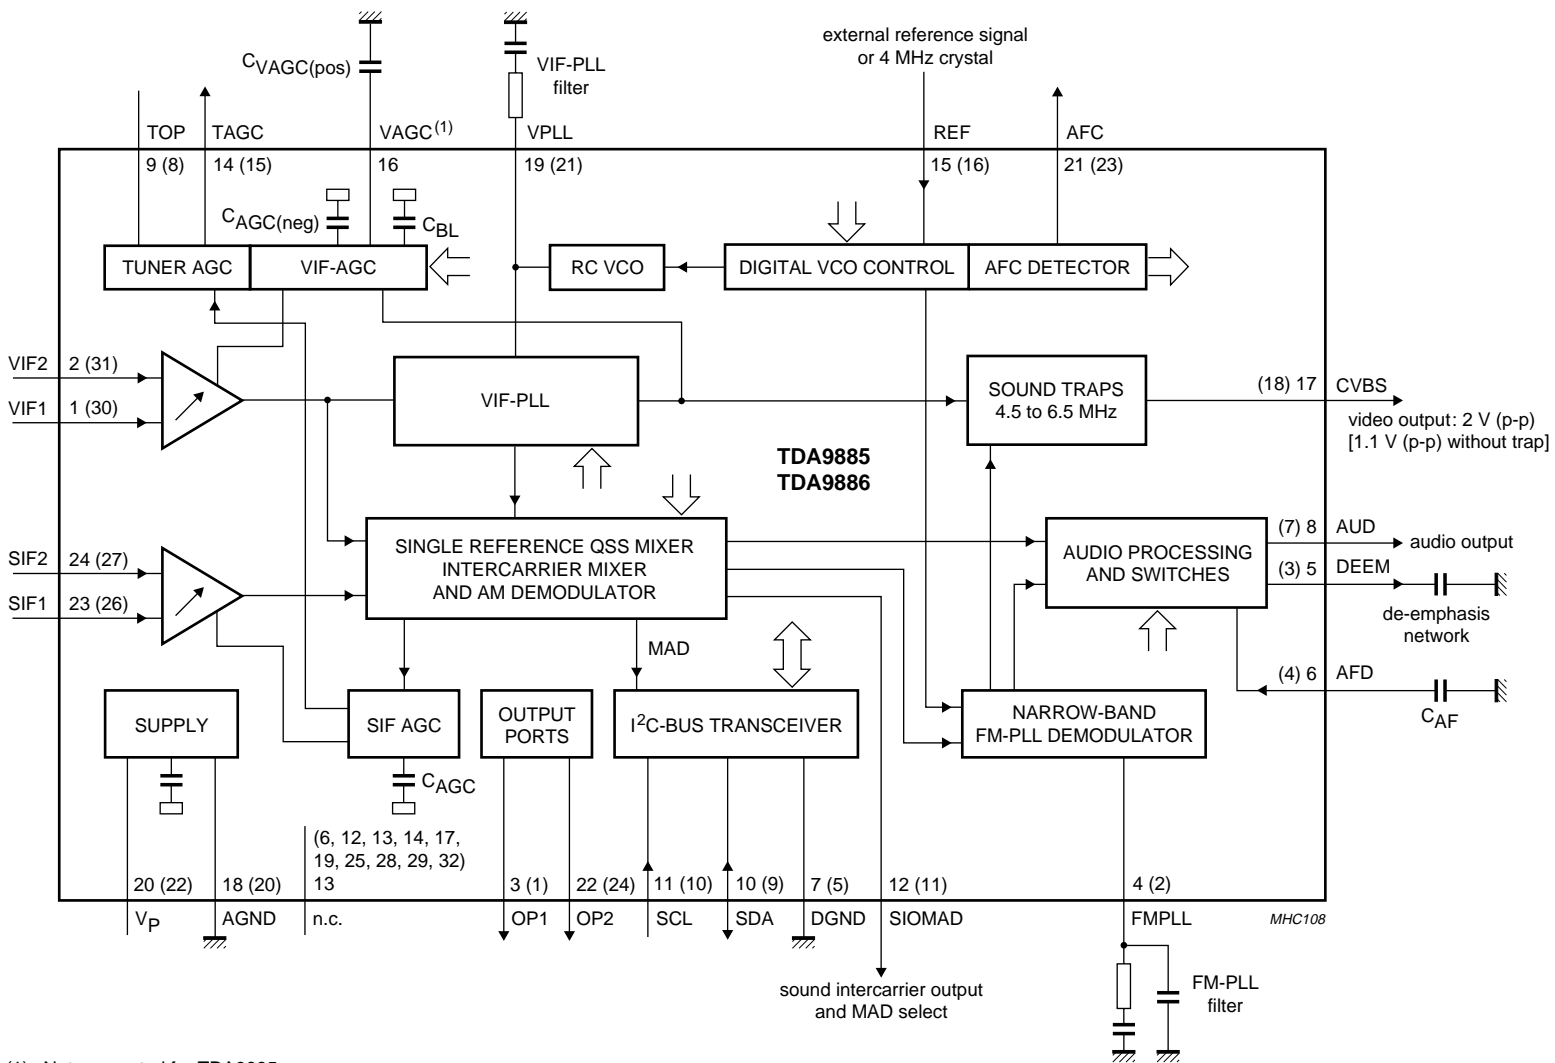 external reference signal
or 4 MHz crystal
CVAGC(pos)
VIF-PLL
filter
TOP
TAGC
VAGC(1)
VPLL
REF
AFC
9 (8)
14 (15)
16
19 (21)
15 (16)
21 (23)
CAGC(neg)
CBL
TUNER AGC
VIF-AGC
RC VCO
DIGITAL VCO CONTROL
AFC DETECTOR
VIF2
2 (31)
VIF1
1 (30)
VIF-PLL
SOUND TRAPS
4.5 to 6.5 MHz
(18) 17
CVBS
video output: 2 V (p-p)
[1.1 V (p-p) without trap]
TDA9885
TDA9886
SIF2
24 (27)
SIF1
23 (26)
SINGLE REFERENCE QSS MIXER
INTERCARRIER MIXER
AND AM DEMODULATOR
AUDIO PROCESSING
AND SWITCHES
(7) 8
AUD
audio output
(3) 5
DEEM
de-emphasis
network
MAD
(4) 6
AFD
CAF
SUPPLY
SIF AGC
OUTPUT
PORTS
I2C-BUS TRANSCEIVER
NARROW-BAND
FM-PLL DEMODULATOR
CAGC
(6, 12, 13, 14, 17,
19, 25, 28, 29, 32)
13
20 (22)
18 (20)
3 (1)
22 (24)
11 (10)
10 (9)
7 (5)
12 (11)
4 (2)
VP
AGND
n.c.
OP1
OP2
SCL
SDA
DGND
SIOMAD
FMPLL
MHC108
sound intercarrier output
and MAD select
FM-PLL
filter